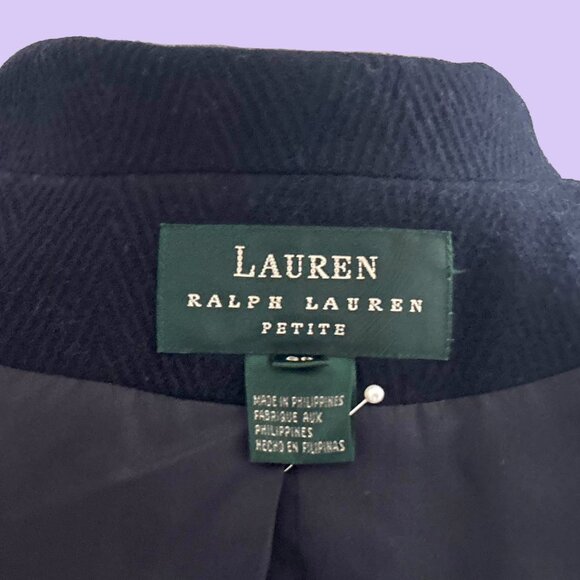 LAUREN
RALPH LAUREN
PETITE
MADE IN PHILIPPINES
FABRIQUE AUX
PHILIPPINES
HECHO EN FILIPINAS